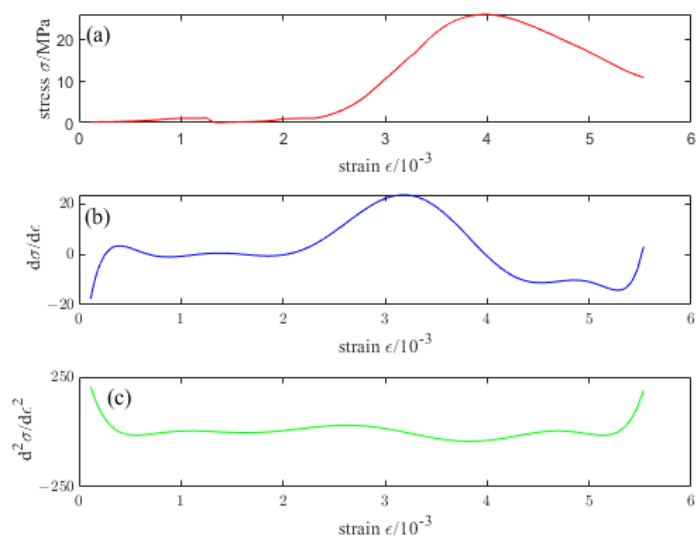 (a)
stress σ/MPa
20
10
0
0 1 2 3 4 5 6
strain ϵ/10⁻³
(b)
dσ/dϵ
20
0
−20
0 1 2 3 4 5 6
strain ϵ/10⁻³
(c)
d²σ/dϵ²
250
−250
0 1 2 3 4 5 6
strain ϵ/10⁻³